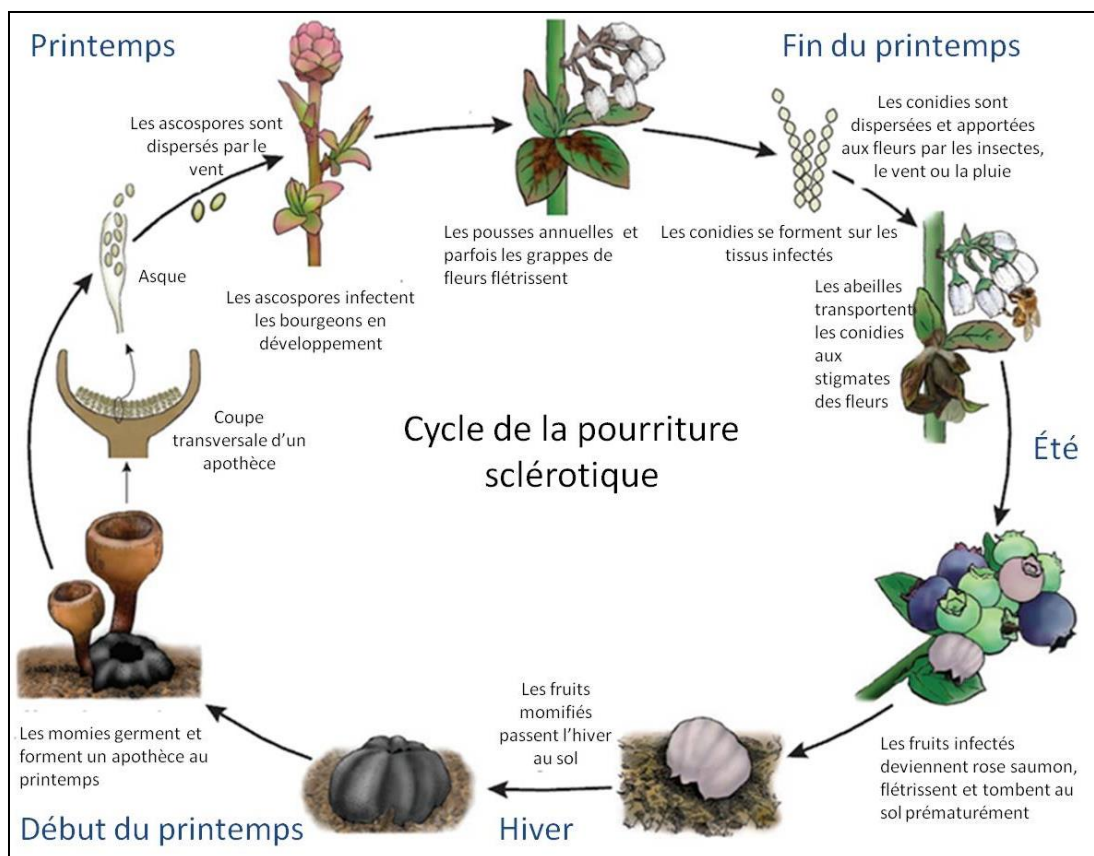 Printemps
Fin du printemps
Les ascospores sont
dispersés par le
vent
Les conidies sont
dispersées et apportées
aux fleurs par les insectes,
le vent ou la pluie
Asque
Les ascospores infectent
les bourgeons en
développement
Les pousses annuelles et
parfois les grappes de
fleurs flétrissent
Les conidies se forment sur les
tissus infectés
Les abeilles
transportent
les conidies
aux
stigmates
des fleurs
Coupe
transversale d'un
apothèce
Cycle de la pourriture
sclérotique
Été
Les fruits infectés
deviennent rose saumon,
flétrissent et tombent au
sol prématurément
Les fruits
momifiés
passent l'hiver
au sol
Hiver
Les momies germent et
forment un apothèce au
printemps
Début du printemps